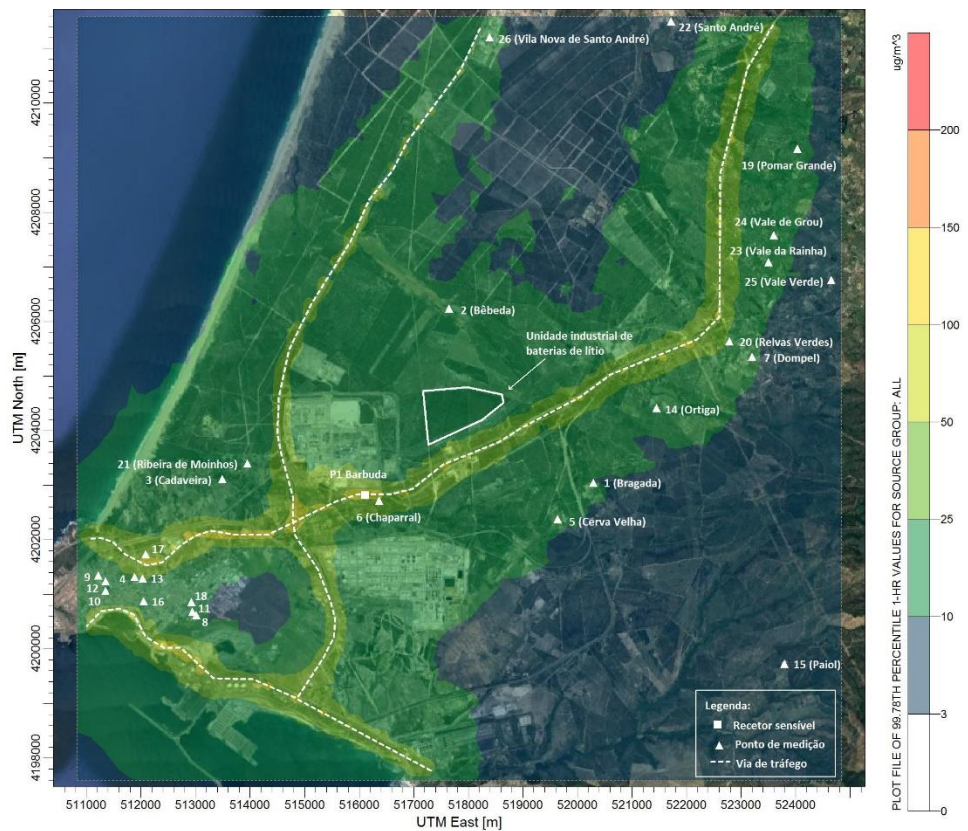 26 (Vila Nova de Santo André)
22 (Santo André)
19 (Pomar Grande)
24 (Vale de Grou)
23 (Vale da Rainha)
25 (Vale Verde)
2 (Bêbeda)
Unidade industrial de
baterias de lítio
20 (Relvas Verdes)
7 (Dompel)
14 (Ortiga)
21 (Ribeira de Moinhos)
3 (Cadaveira)
P1 Barbuda
6 (Chaparral)
1 (Bragada)
5 (Cerva Velha)
17
9
4
13
12
10
16
18
11
8
15 (Paiol)
Legenda:
Recetor sensível
Ponto de medição
Via de tráfego
UTM North [m]
4210000
4208000
4206000
4204000
4202000
4200000
4198000
511000 512000 513000 514000 515000 516000 517000 518000 519000 520000 521000 522000 523000 524000
UTM East [m]
ug/m^3
200
150
100
50
25
10
3
0
PLOT FILE OF 99.78TH PERCENTILE 1-HR VALUES FOR SOURCE GROUP: ALL